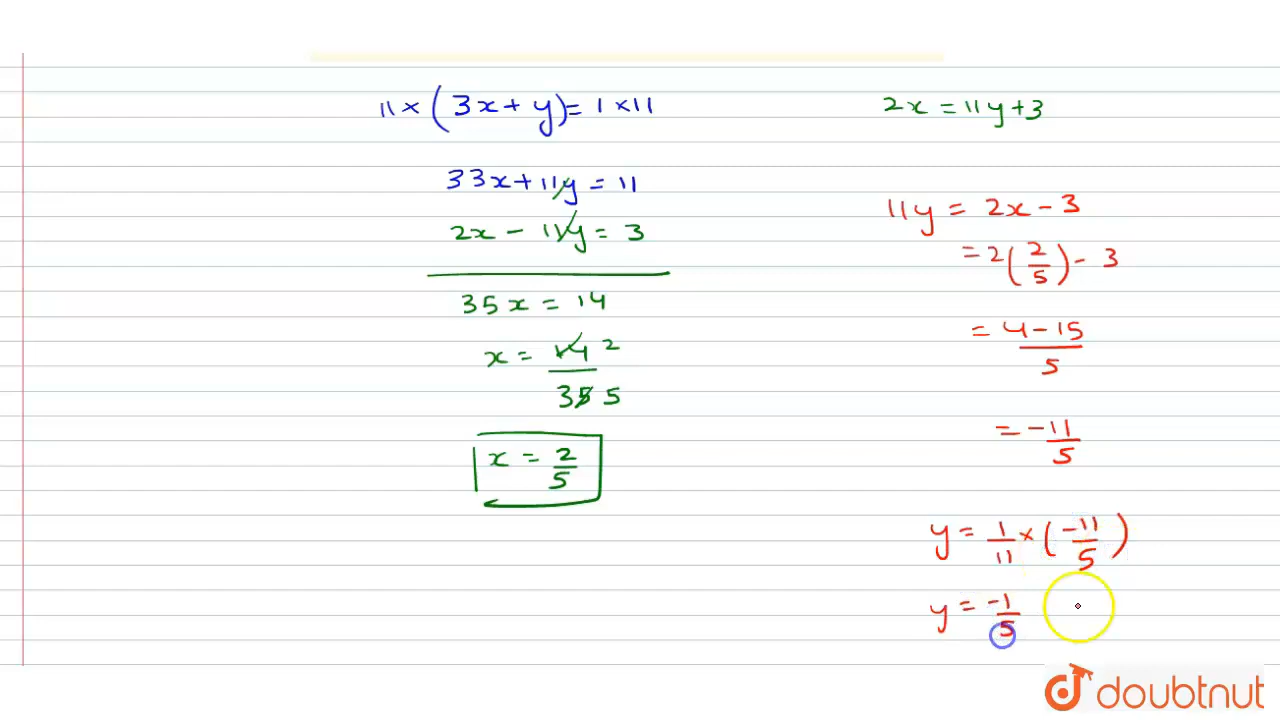 11 × (3x + y) = 1 × 11
33x + 11y = 11
2x − 11y = 3
35x = 14
x = 14 2
35 5
x = 2/5
2x = 11y + 3
11y = 2x − 3
= 2(2/5) − 3
= 4 − 15 / 5
= −11/5
y = 1/11 × (−11/5)
y = −1/5
doubtnut